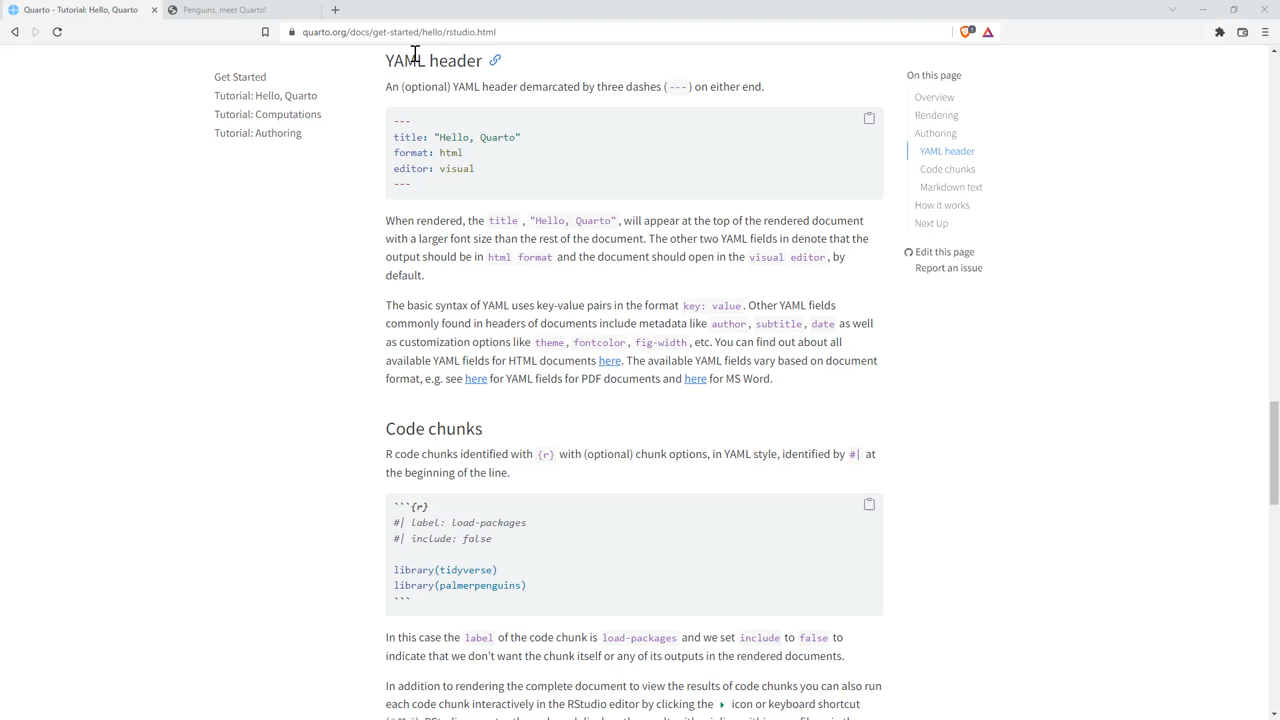 Quarto - Tutorial: Hello, Quarto
Penguins, meet Quarto!
quarto.org/docs/get-started/hello/rstudio.html
Get Started
Tutorial: Hello, Quarto
Tutorial: Computations
Tutorial: Authoring
YAML header
An (optional) YAML header demarcated by three dashes (---) on either end.
---
title: "Hello, Quarto"
format: html
editor: visual
---
When rendered, the title , "Hello, Quarto", will appear at the top of the rendered document
with a larger font size than the rest of the document. The other two YAML fields in denote that the
output should be in html format and the document should open in the visual editor, by
default.
The basic syntax of YAML uses key-value pairs in the format key: value. Other YAML fields
commonly found in headers of documents include metadata like author, subtitle, date as well
as customization options like theme, fontcolor, fig-width, etc. You can find out about all
available YAML fields for HTML documents here. The available YAML fields vary based on document
format, e.g. see here for YAML fields for PDF documents and here for MS Word.
Code chunks
R code chunks identified with {r} with (optional) chunk options, in YAML style, identified by #| at
the beginning of the line.
```{r}
#| label: load-packages
#| include: false
library(tidyverse)
library(palmerpenguins)
```
In this case the label of the code chunk is load-packages and we set include to false to
indicate that we don't want the chunk itself or any of its outputs in the rendered documents.
In addition to rendering the complete document to view the results of code chunks you can also run
each code chunk interactively in the RStudio editor by clicking the icon or keyboard shortcut
On this page
Overview
Rendering
Authoring
YAML header
Code chunks
Markdown text
How it works
Next Up
Edit this page
Report an issue